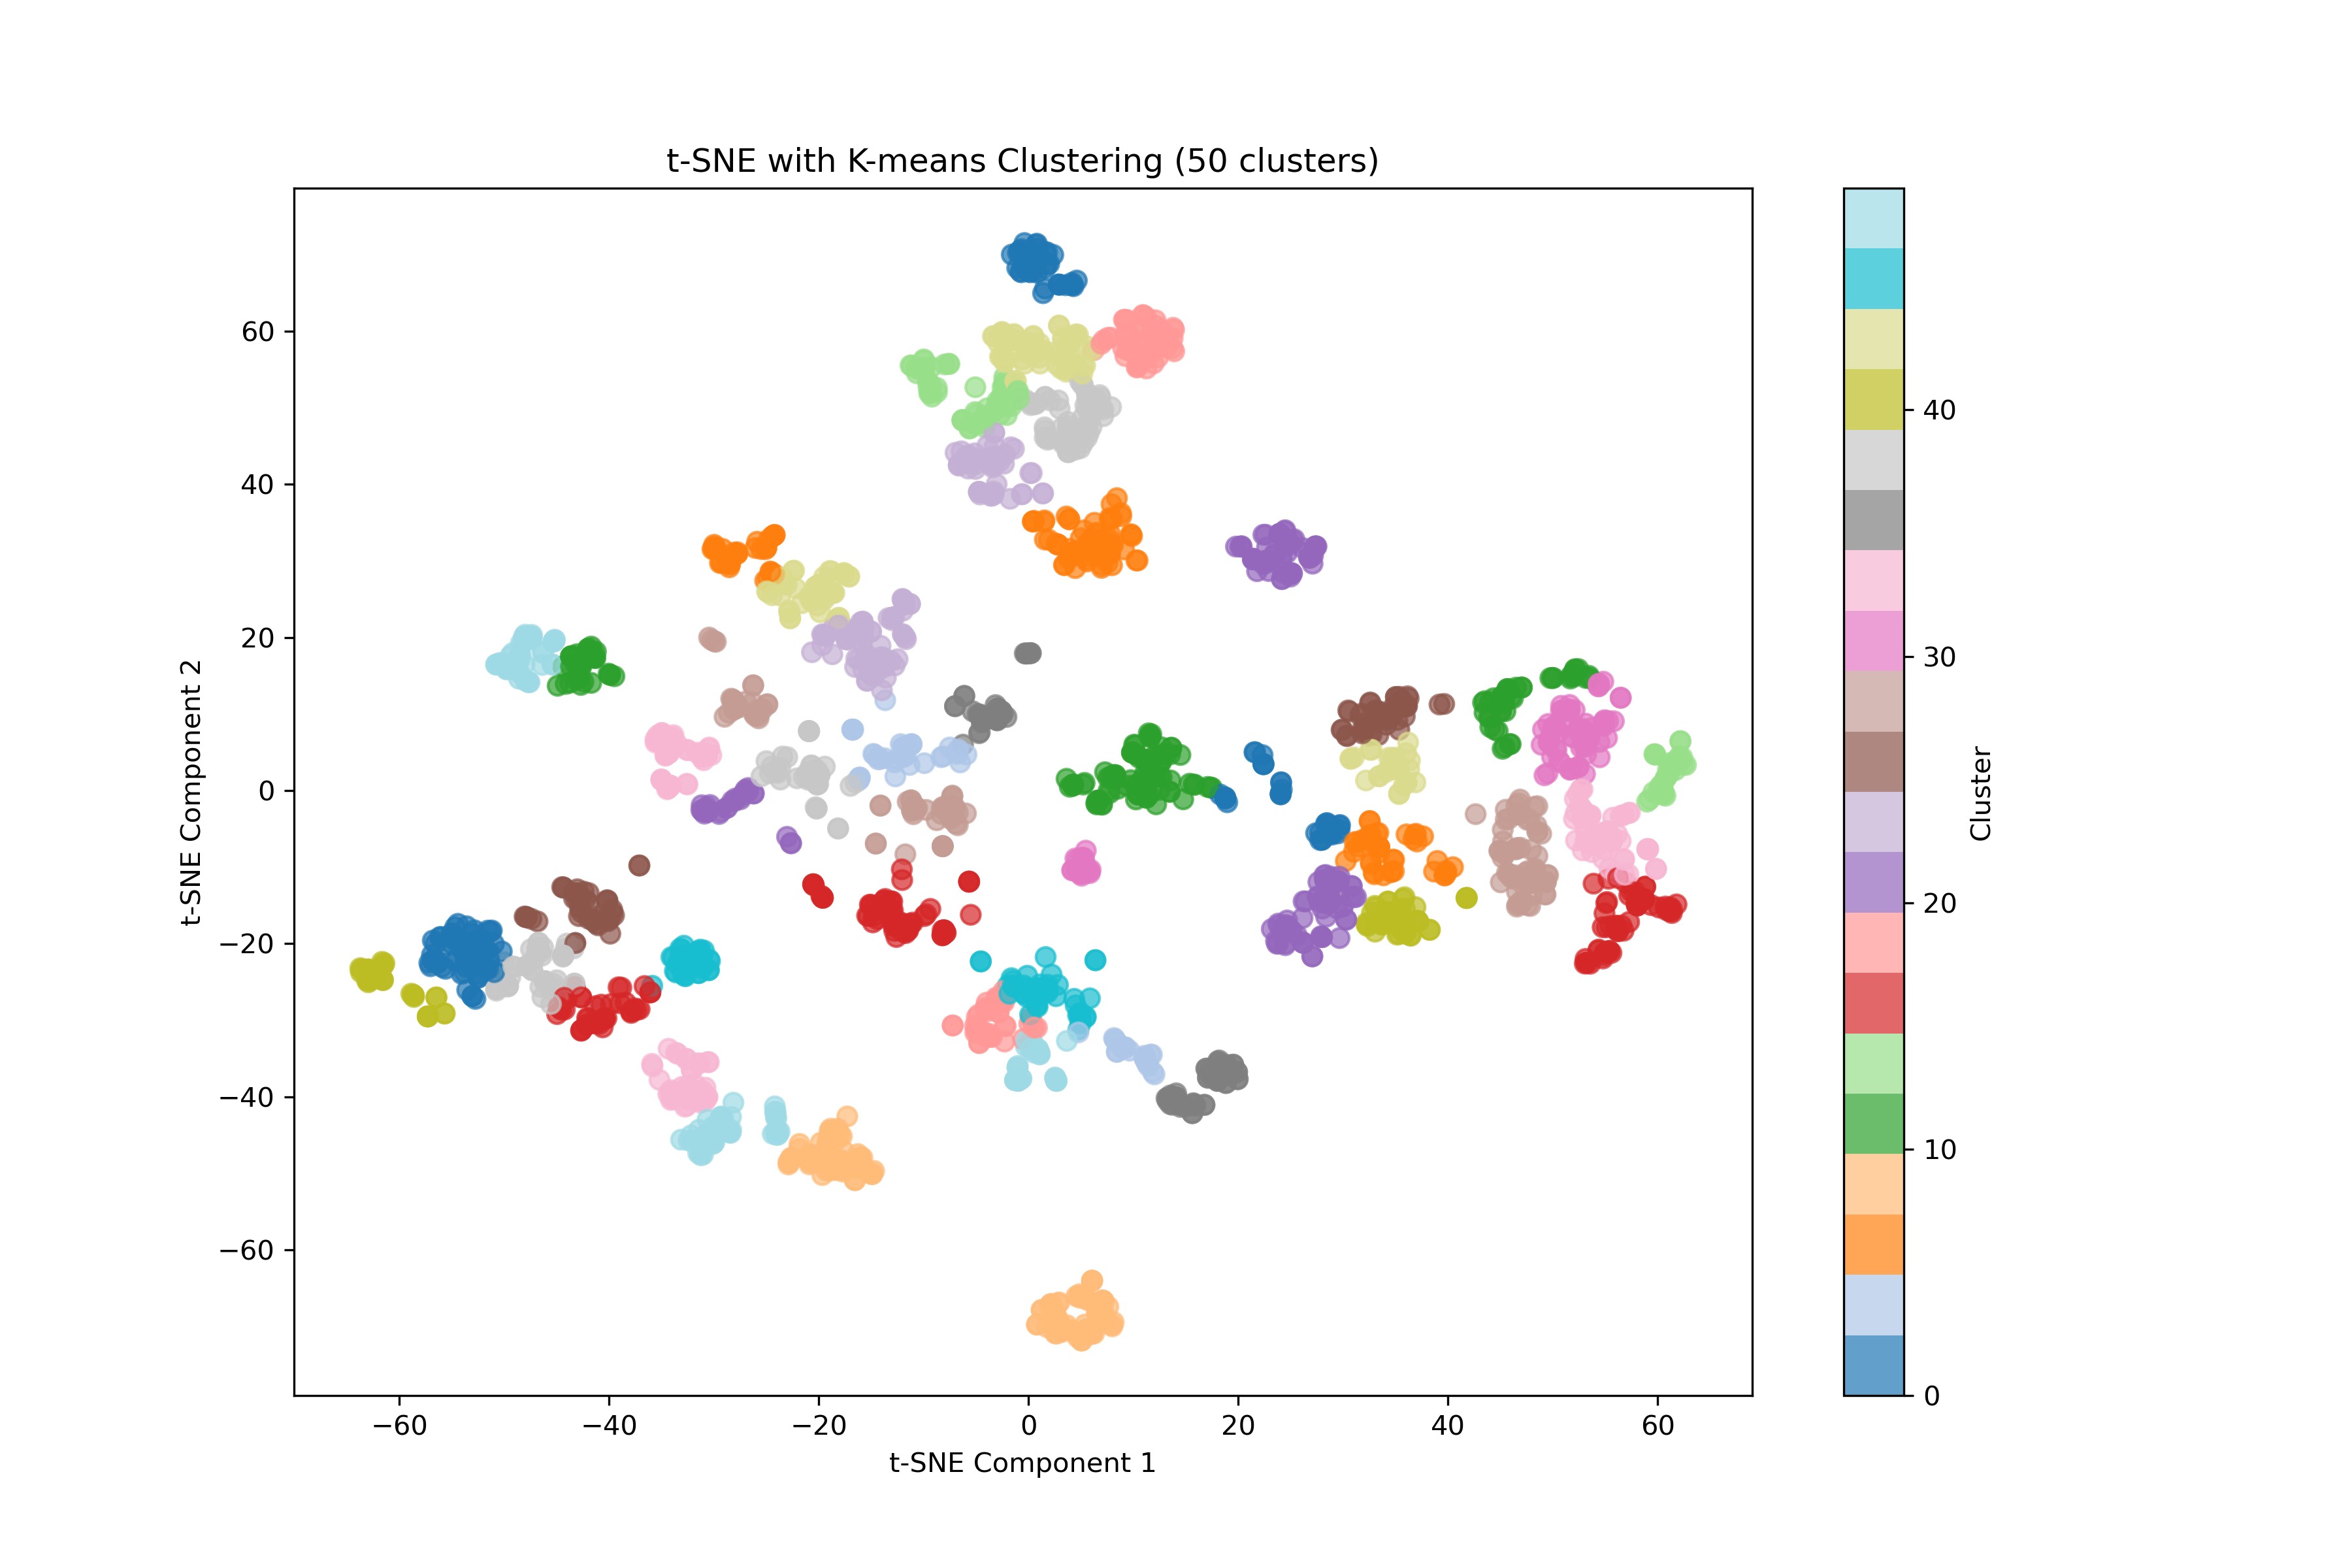 t-SNE with K-means Clustering (50 clusters)
60
40
20
0
−20
−40
−60
t-SNE Component 2
−60 −40 −20 0 20 40 60
t-SNE Component 1
40
30
20
10
0
Cluster